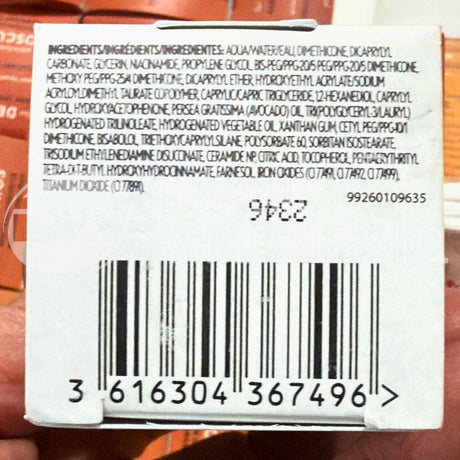 INGREDIENTS/INGRÉDIENTS/INGREDIENTES: AQUA/WATER/EAU, DIMETHICONE, DICAPRYLYL
CARBONATE, GLYCERIN, NIACINAMIDE, PROPYLENE GLYCOL, BIS-PEG/PPG-20/5 PEG/PPG-20/5 DIMETHICONE,
METHOXY PEG/PPG-25/4 DIMETHICONE, DICAPRYLYL ETHER, HYDROXYETHYL ACRYLATE/SODIUM
ACRYLOYLDIMETHYL TAURATE COPOLYMER, CAPRYLIC/CAPRIC TRIGLYCERIDE, 1,2-HEXANEDIOL, CAPRYLYL
GLYCOL, HYDROXYACETOPHENONE, PERSEA GRATISSIMA (AVOCADO) OIL, TRI(POLYGLYCERYL-3/LAURYL)
HYDROGENATED TRILINOLEATE, HYDROGENATED VEGETABLE OIL, XANTHAN GUM, CETYL PEG/PPG-10/1
DIMETHICONE, BISABOLOL, TRIETHOXYCAPRYLYLSILANE, POLYSORBATE 60, SORBITAN ISOSTEARATE,
TRISODIUM ETHYLENEDIAMINE DISUCCINATE, CERAMIDE NP, CITRIC ACID, TOCOPHEROL, PENTAERYTHRITYL
TETRA-DI-T-BUTYL HYDROXYHYDROCINNAMATE, FARNESOL, IRON OXIDES (CI 77491, CI 77492, CI 77499),
TITANIUM DIOXIDE (CI 77891).
99260109635
2346
3 616304 367496 >